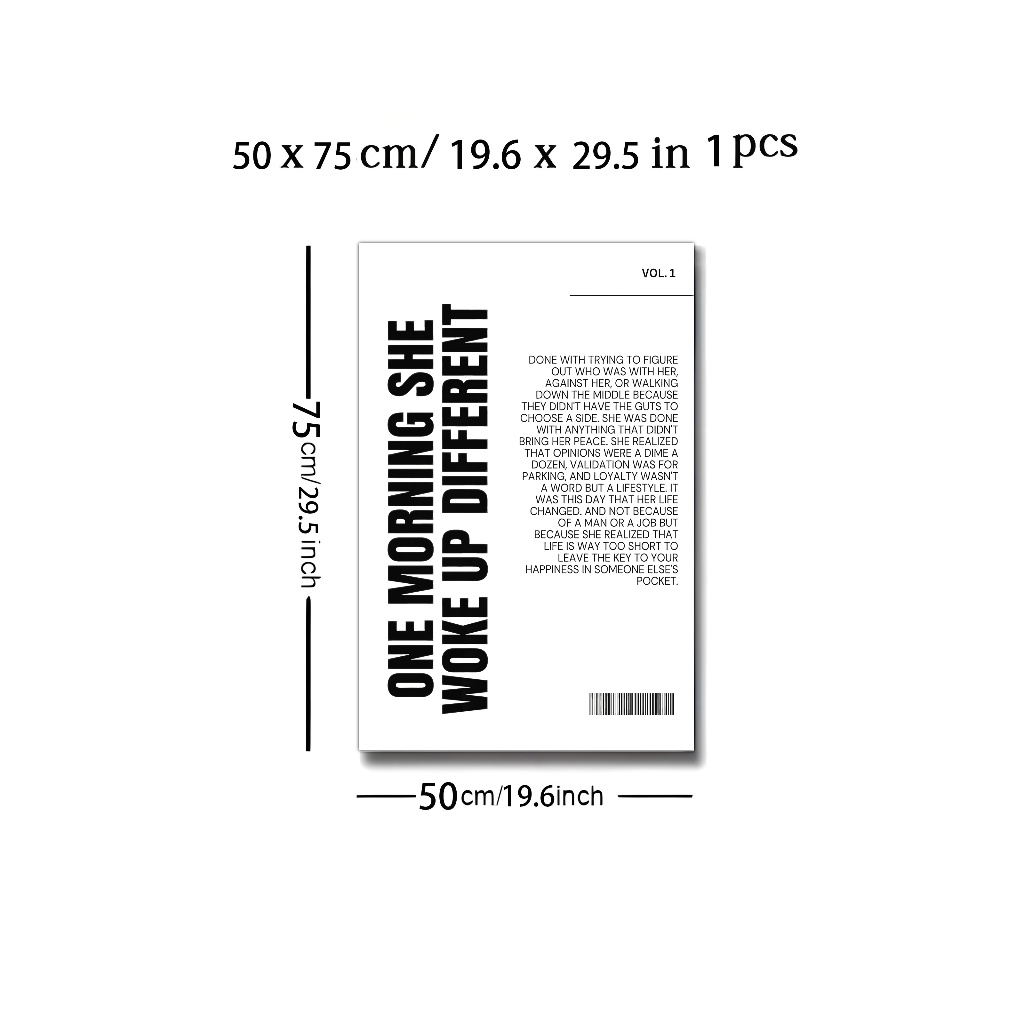 50 x 75 cm/ 19.6 x 29.5 in 1 pcs
VOL. 1
ONE MORNING SHE
WOKE UP DIFFERENT
DONE WITH TRYING TO FIGURE
OUT WHO WAS WITH HER,
AGAINST HER, OR WALKING
DOWN THE MIDDLE BECAUSE
THEY DIDN'T HAVE THE GUTS TO
CHOOSE A SIDE. SHE WAS DONE
WITH ANYTHING THAT DIDN'T
BRING HER PEACE. SHE REALIZED
THAT OPINIONS WERE A DIME A
DOZEN, VALIDATION WAS FOR
PARKING, AND LOYALTY WASN'T
A WORD BUT A LIFESTYLE. IT
WAS THIS DAY THAT HER LIFE
CHANGED. AND NOT BECAUSE
OF A MAN OR A JOB BUT
BECAUSE SHE REALIZED THAT
LIFE IS WAY TOO SHORT TO
LEAVE THE KEY TO YOUR
HAPPINESS IN SOMEONE ELSE'S
POCKET.
75cm/29.5inch
50cm/19.6inch